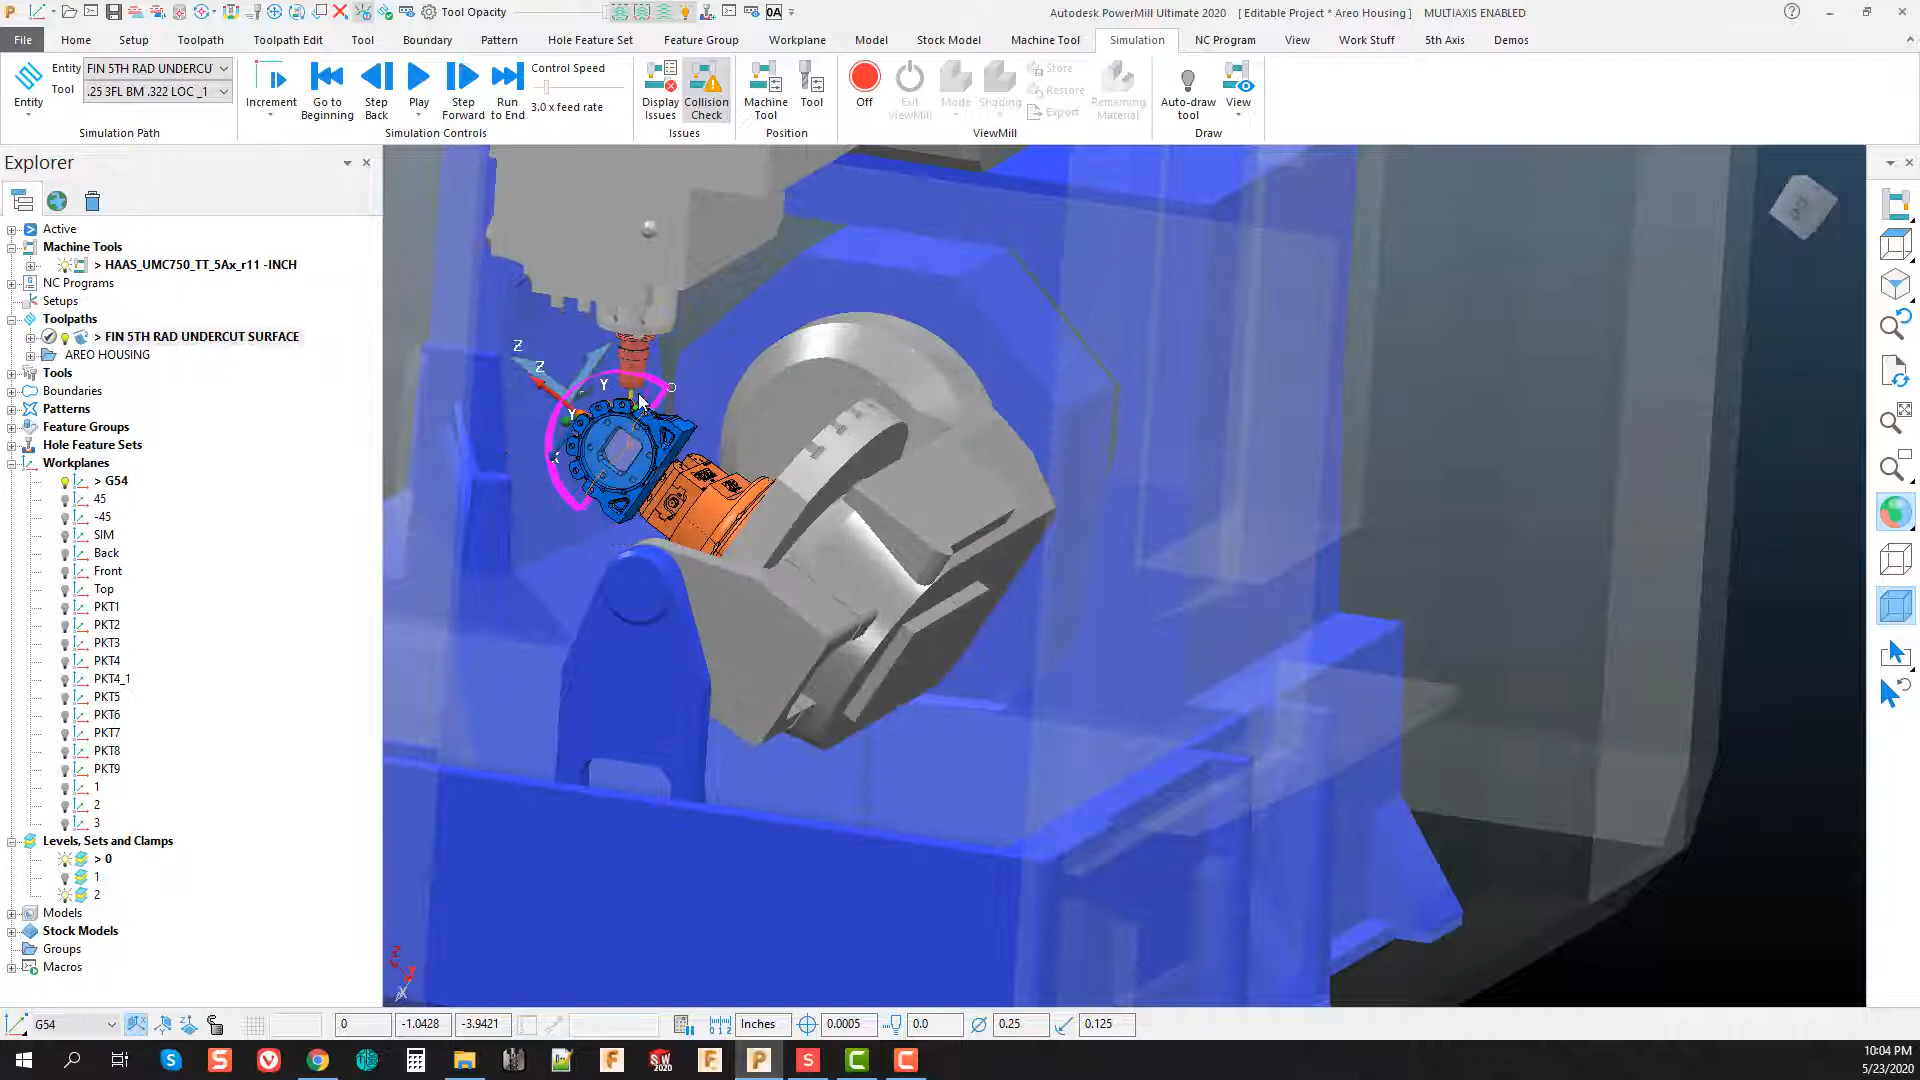 Tool Opacity
Autodesk PowerMill Ultimate 2020 [ Editable Project * Areo Housing ] MULTIAXIS ENABLED
File Home Setup Toolpath Toolpath Edit Tool Boundary Pattern Hole Feature Set Feature Group Workplane Model Stock Model Machine Tool Simulation NC Program View Work Stuff 5th Axis Demos
Entity
Entity FIN 5TH RAD UNDERCU
Tool .25 3FL BM .322 LOC _1
Simulation Path
Increment
Go to Beginning
Step Back
Play
Step Forward
Run to End
Control Speed
3.0 x feed rate
Simulation Controls
Display Issues
Collision Check
Issues
Machine Tool
Tool
Position
Off
Exit ViewMill
Mode
Shading
Store
Restore
Export
Remaining Material
ViewMill
Auto-draw tool
View
Draw
Explorer
Active
Machine Tools
> HAAS_UMC750_TT_5Ax_r11 -INCH
NC Programs
Setups
Toolpaths
> FIN 5TH RAD UNDERCUT SURFACE
AREO HOUSING
Tools
Boundaries
Patterns
Feature Groups
Hole Feature Sets
Workplanes
> G54
45
-45
SIM
Back
Front
Top
PKT1
PKT2
PKT3
PKT4
PKT4_1
PKT5
PKT6
PKT7
PKT8
PKT9
1
2
3
Levels, Sets and Clamps
> 0
1
2
Models
Stock Models
Groups
Macros
Z
Z
Y
Y
X
Z
Y
X
G54 0 -1.0428 -3.9421 Inches 0.0005 0.0 0.25 0.125
10:04 PM
5/23/2020